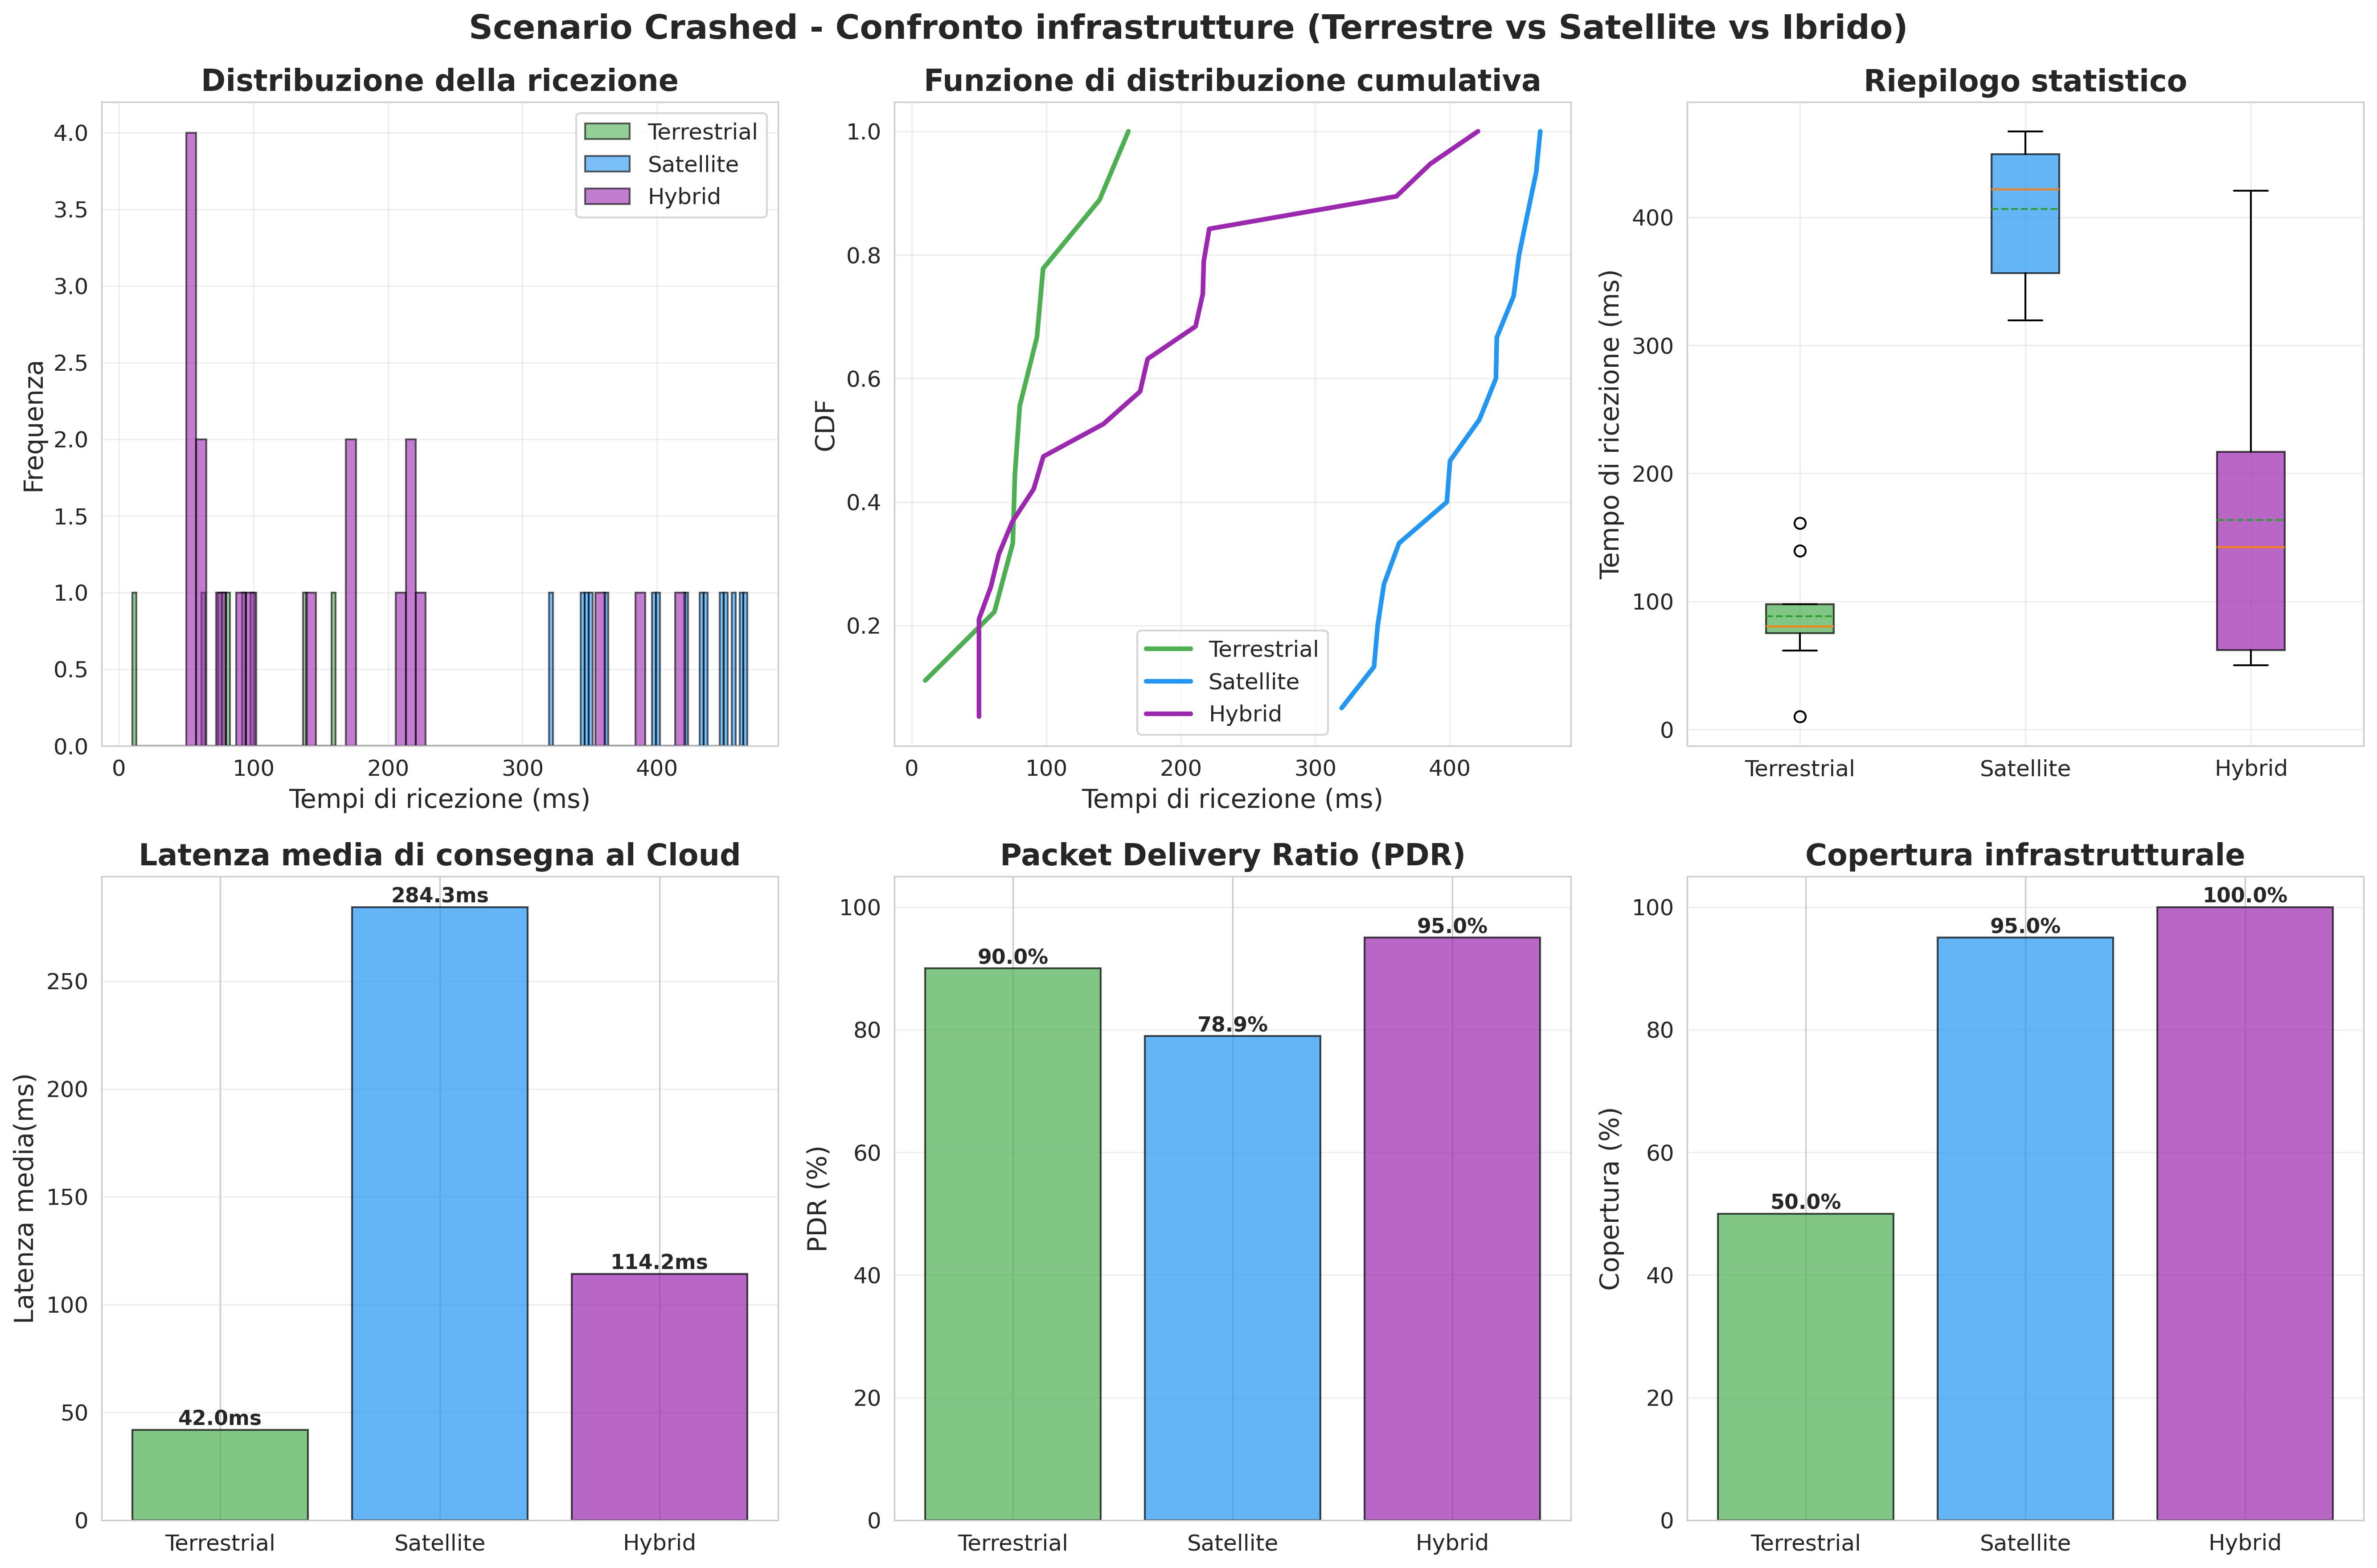 Scenario Crashed - Confronto infrastrutture (Terrestre vs Satellite vs Ibrido)
Distribuzione della ricezione
Frequenza
4.0
3.5
3.0
2.5
2.0
1.5
1.0
0.5
0.0
0
100
200
300
400
Tempi di ricezione (ms)
Terrestrial
Satellite
Hybrid
Funzione di distribuzione cumulativa
CDF
1.0
0.8
0.6
0.4
0.2
0
100
200
300
400
Tempi di ricezione (ms)
Terrestrial
Satellite
Hybrid
Riepilogo statistico
Tempo di ricezione (ms)
400
300
200
100
0
Terrestrial
Satellite
Hybrid
Latenza media di consegna al Cloud
Latenza media(ms)
250
200
150
100
50
0
42.0ms
284.3ms
114.2ms
Terrestrial
Satellite
Hybrid
Packet Delivery Ratio (PDR)
PDR (%)
100
80
60
40
20
0
90.0%
78.9%
95.0%
Terrestrial
Satellite
Hybrid
Copertura infrastrutturale
Copertura (%)
100
80
60
40
20
0
50.0%
95.0%
100.0%
Terrestrial
Satellite
Hybrid